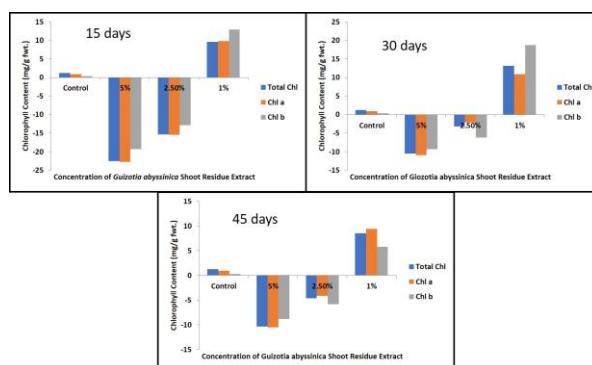 15 days
15
10
5
0
-5
-10
-15
-20
-25
Chlorophyll Content (mg/g fwt.)
Control 5% 2.50% 1%
Total Chl
Chl a
Chl b
Concentration of Guizotia abyssinica Shoot Residue Extract
30 days
25
20
15
10
5
0
-5
-10
-15
Chlorophyll Content (mg/g fwt.)
Control 5% 2.50% 1%
Total Chl
Chl a
Chl b
Concentration of Giozotia abyssinica Shoot Residue Extract
45 days
15
10
5
0
-5
-10
-15
Chlorophyll Content (mg/g fwt.)
Control 5% 2.50% 1%
Total Chl
Chl a
Chl b
Concentration of Guizotia abyssinica Shoot Residue Extract